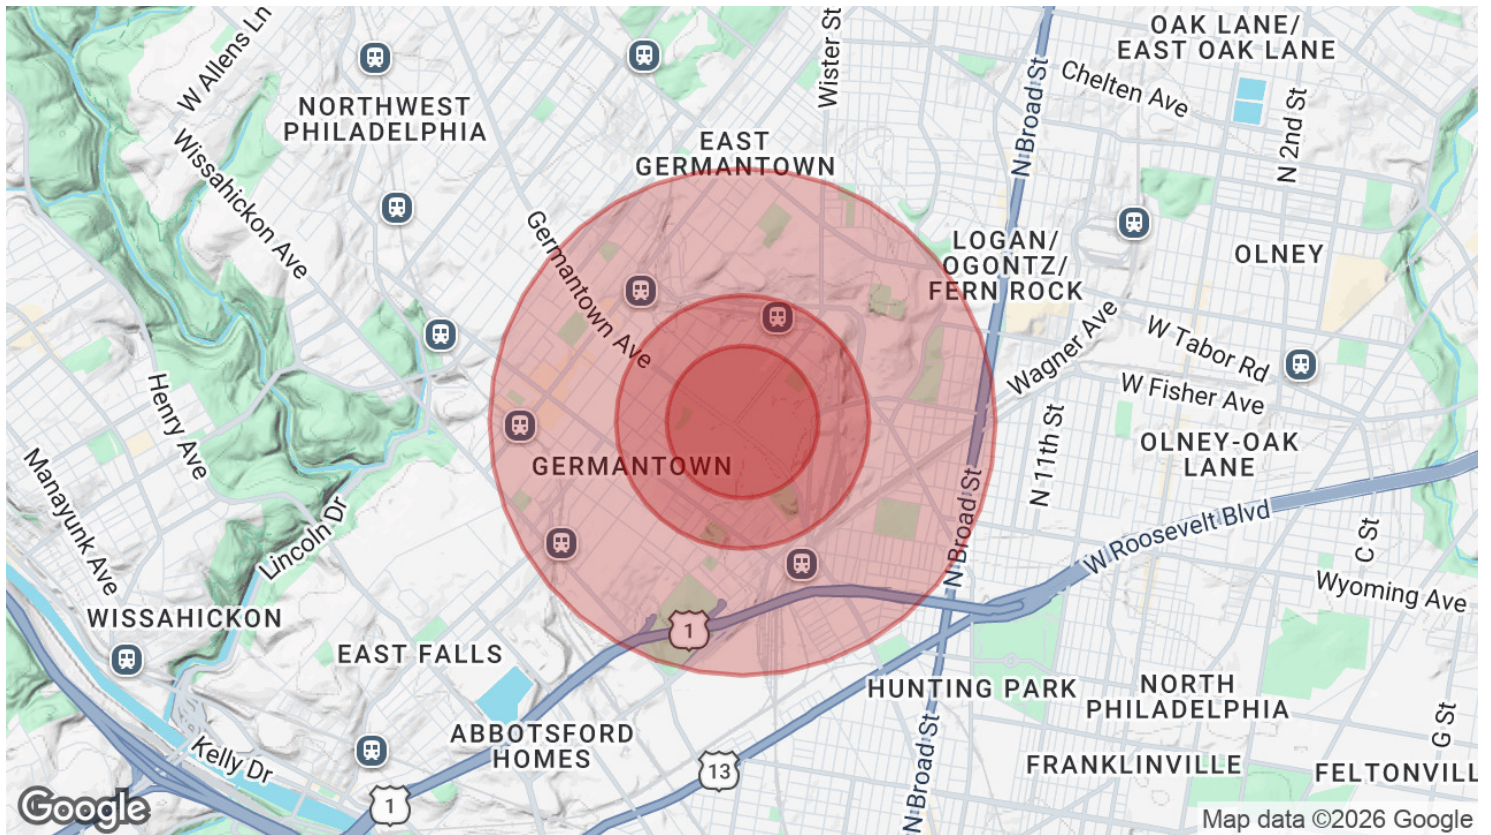 OAK LANE/
EAST OAK LANE
W Allens Ln
Wister St
N Broad St
Chelten Ave
N 2nd St
NORTHWEST
PHILADELPHIA
EAST
GERMANTOWN
Wissahickon Ave
Germantown Ave
LOGAN/
OGONTZ/
FERN ROCK
OLNEY
Wagner Ave
W Tabor Rd
W Fisher Ave
Henry Ave
N 11th St
OLNEY-OAK
LANE
GERMANTOWN
Manayunk Ave
Lincoln Dr
N Broad St
W Roosevelt Blvd
C St
Wyoming Ave
WISSAHICKON
EAST FALLS
1
HUNTING PARK
NORTH
PHILADELPHIA
G St
ABBOTSFORD
HOMES
Kelly Dr
13
N Broad St
FRANKLINVILLE
FELTONVILL
1
Google
Map data ©2026 Google